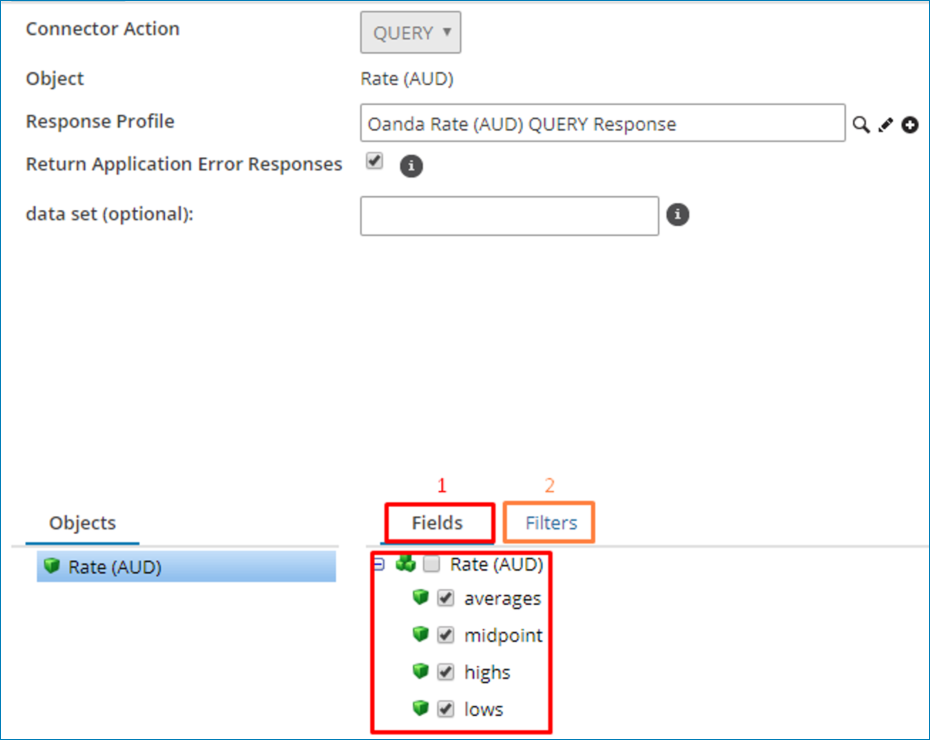 Connector Action QUERY
Object Rate (AUD)
Response Profile Oanda Rate (AUD) QUERY Response
Return Application Error Responses
data set (optional):
1 2
Objects Fields Filters
Rate (AUD) Rate (AUD)
averages
midpoint
highs
lows